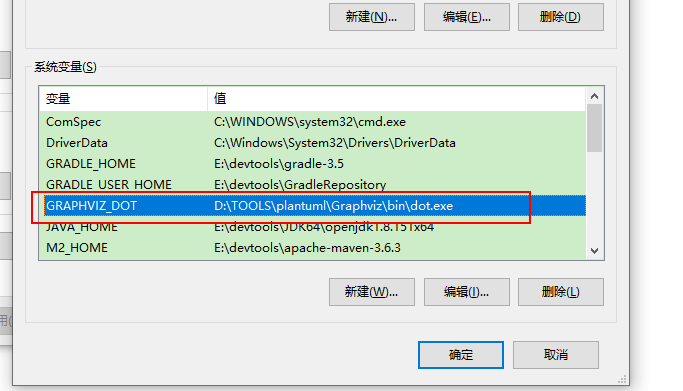 新建(N)... 编辑(E)... 删除(D)
系统变量(S)
变量 值
ComSpec C:\WINDOWS\system32\cmd.exe
DriverData C:\Windows\System32\Drivers\DriverData
GRADLE_HOME E:\devtools\gradle-3.5
GRADLE_USER_HOME E:\devtools\GradleRepository
GRAPHVIZ_DOT D:\TOOLS\plantuml\Graphviz\bin\dot.exe
JAVA_HOME E:\devtools\JDK64\openjdk1.8.151x64
M2_HOME E:\devtools\apache-maven-3.6.3
新建(W)... 编辑(I)... 删除(L)
用(
确定 取消